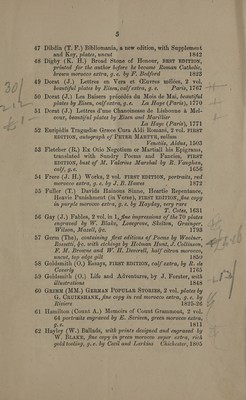 5
47 Dibdin (T. F.) Bibliomania, a new edition, with Supplement
and Key, plates, uncut 1842
48 Digby (K. H.) Broad Stone of Honour, BEST EDITION,
printed for the author before he became Roman Catholic,
brown morocco extra, g. e. by F. Bedford 1823
49 Dorat (J.) Lettres en Vers et Œuvres mêlées, 2 vol.
beautiful plates by Eisen, calf extra, g. e. Paris, 1767
50 Dorat (J.) Les Baisers précédés du Mois de Mai, beautiful
plates by Eisen, calf extra, g. e. La Haye (Paris), 1770
51 Dorat (J.) Lettres d'une Chanoinesse de Lisbonne à Mel-
cour, beautiful plates by Eisen and Marillier
La Haye (Paris), 1771
52 Euripidis Tragœdiæ Græce Cura Aldi Romani, 2 vol. FIRST
EDITION, autograph of PETER MARTYR, vellum
Venetiis, Aldus, 1503
53 Fletcher (R.) Ex Otio Negotium or Martiall his Epigrams,
translated with Sundry Poems and Fancies, FIRST
EDITION, bust of M. Valerius Marshal by R. Vaughan,
calf, g. e. 1656
54 Frere (J. H.) Works, 2 vol. FIRST EDITION, portraits, red
morocco extra, g. e. by J. B. Hawes 1872
55 Fuller (T.) Davids Hainous Sinne, Heartie Repentance,
Heavie Punishment (in Verse), FIRST EDITION, fine copy
in purple morocco extra, g. e. by Hayday, very rare
T. Cotes, 1631
56 Gay (J.) Fables, 2 vol. in 1, fine impressions of the 70 plates
engraved by W. Blake, Lovegrove, Skelton, Grainger,
Wilson, Mazell, &c. 1793
57 Germ (The), containing first editions of Poems by Woolner,
Rossetti, &c. with etchings by Holman Hunt, J. Collinson,
F. M. Browne and W. H. Deverell, half citron morocco,
uncut, top edge gilt 1850
58 Goldsmith (O.) Essays, FIRST EDITION, calf extra, by R. de
Coverly 1765
59 Goldsmith (O.) Life and Adventures, by J. Forster, with
illustrations 1848
60 GRIMM (MM.) GERMAN POPULAR STORIES, 2 vol. plates by
G. CRUIKSHANK, fine copy in red morocco extra, g. e. by
Riviere 1823-26
61 Hamilton (Count A.) Memoirs of Count Grammont, 2 vol.
64 portraits engraved by E. Scriven, green morocco extra,
g. e. 1811
62 Hayley (W.) Ballads, with prints designed and engraved by
W. BLAKE, fine copy in green morocco super extra, rich
gold tooling, g. e. by Cecil and Larkins Chichester, 1805